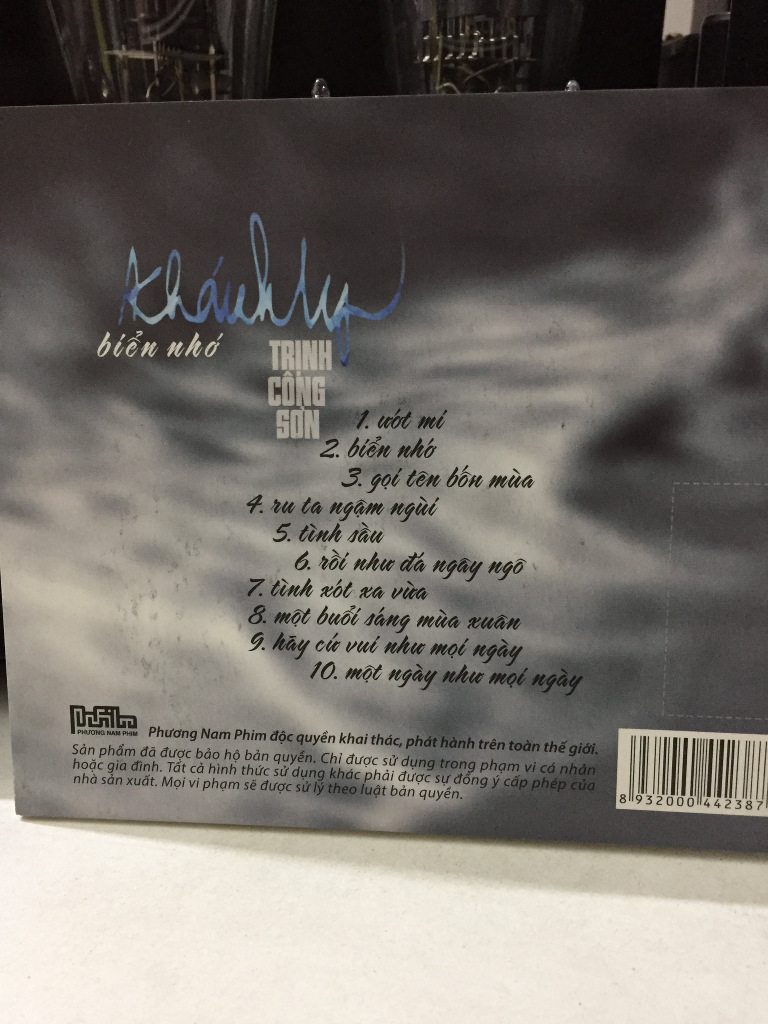 Khánh Ly
biển nhớ
TRỊNH
CÔNG
SƠN
1. ướt mi
2. biển nhớ
3. gọi tên bốn mùa
4. ru ta ngậm ngùi
5. tình sầu
6. rồi như đá ngây ngô
7. tình xót xa vừa
8. một buổi sáng mùa xuân
9. hãy cứ vui như mọi ngày
10. một ngày như mọi ngày
PHƯƠNG NAM PHIM
Phương Nam Phim độc quyền khai thác, phát hành trên toàn thế giới.
Sản phẩm đã được bảo hộ bản quyền. Chỉ được sử dụng trong phạm vi cá nhân
hoặc gia đình. Tất cả hình thức sử dụng khác phải được sự đồng ý cấp phép của
nhà sản xuất. Mọi vi phạm sẽ được sử lý theo luật bản quyền.
8 932000 442387